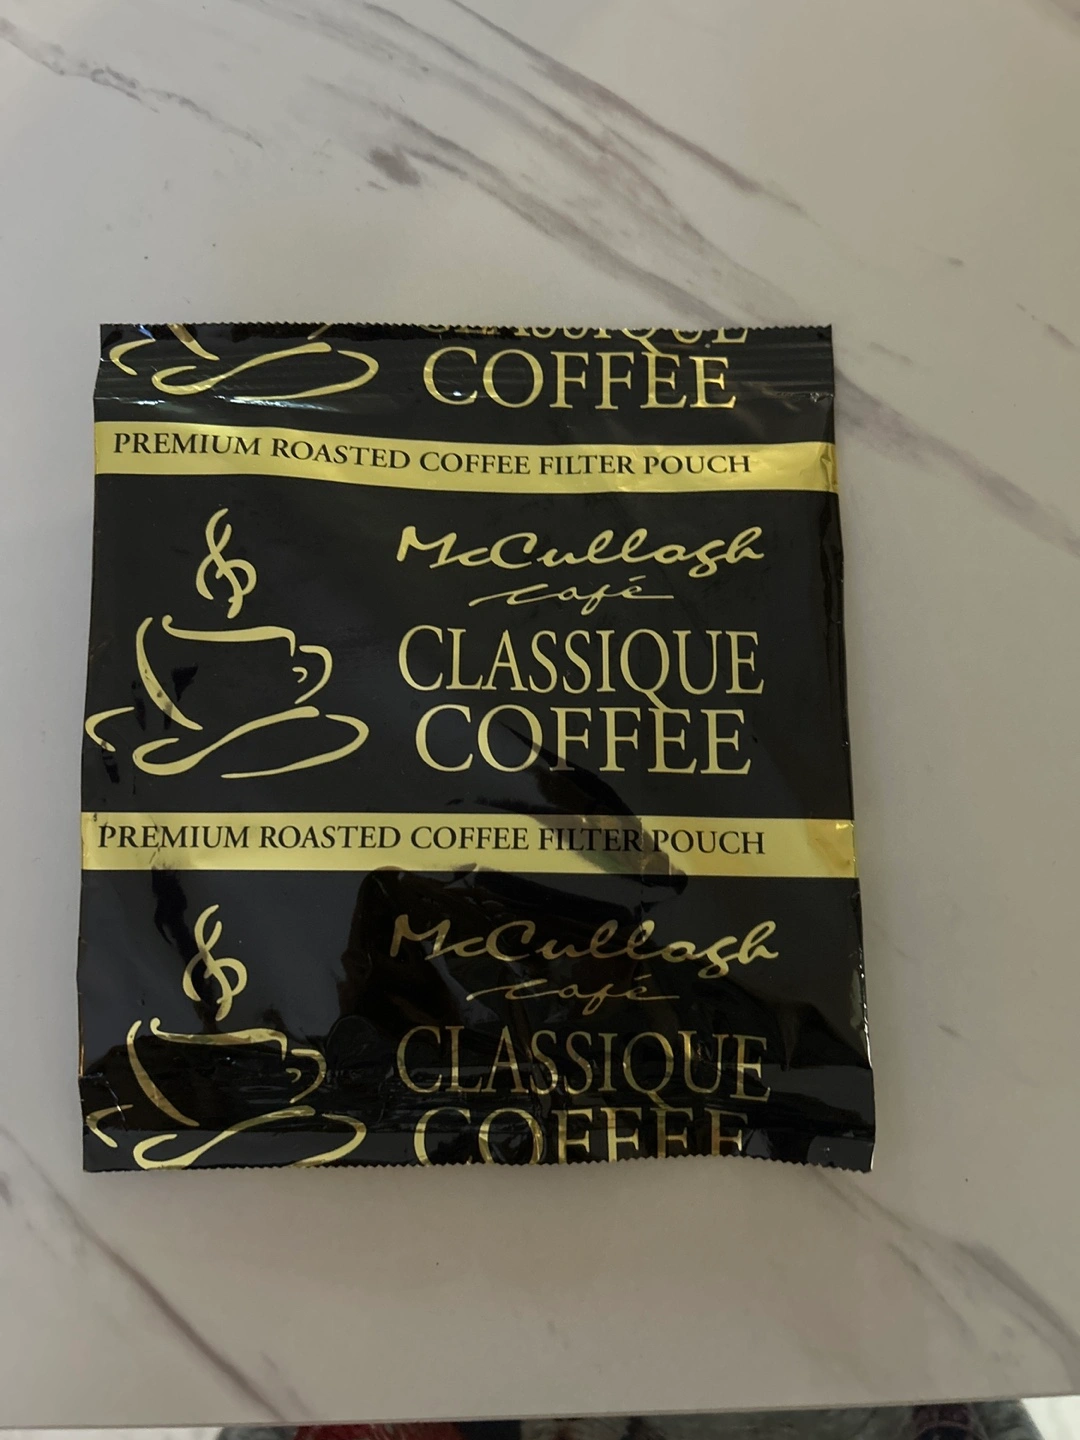 CLASSIQUE
COFFEE
PREMIUM ROASTED COFFEE FILTER POUCH
McCullagh
café
CLASSIQUE
COFFEE
PREMIUM ROASTED COFFEE FILTER POUCH
McCullagh
café
CLASSIQUE
COFFEE